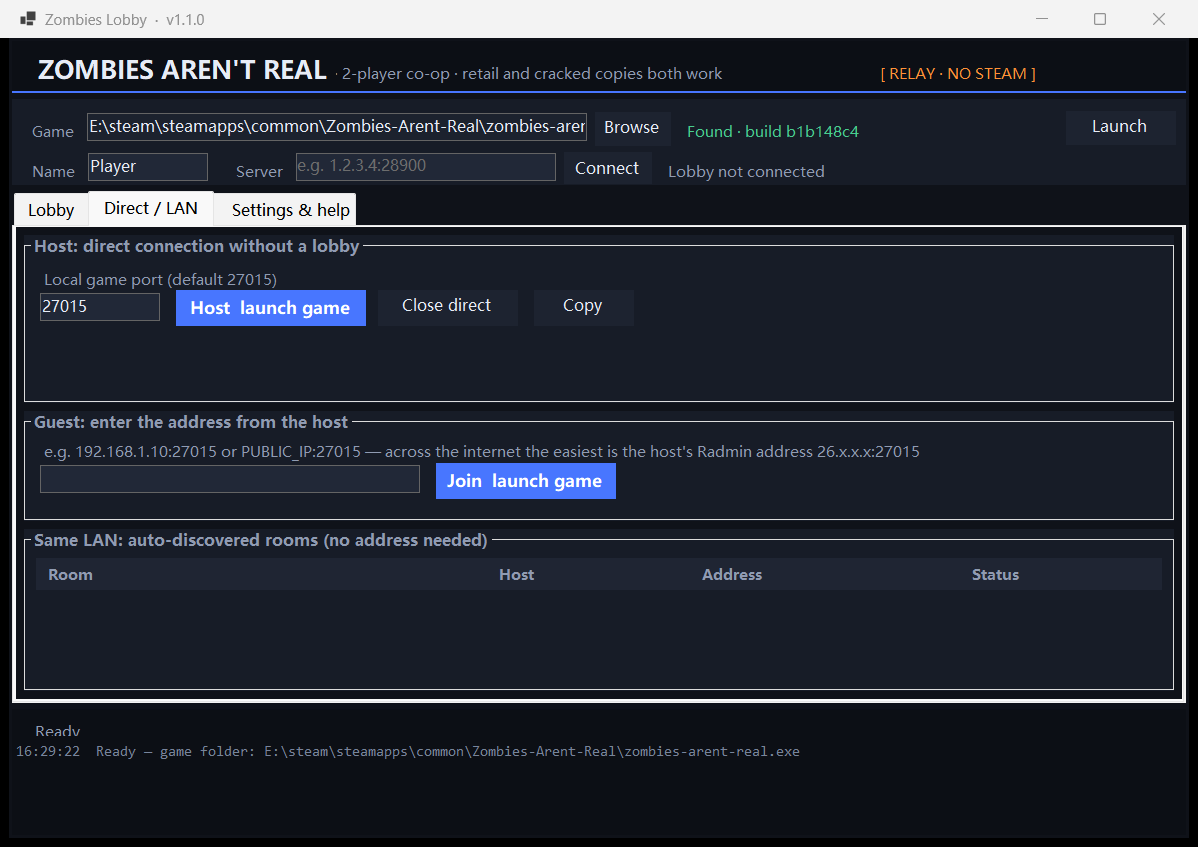 Zombies Lobby · v1.1.0
ZOMBIES AREN'T REAL · 2-player co-op · retail and cracked copies both work [ RELAY · NO STEAM ]
Game E:\steam\steamapps\common\Zombies-Arent-Real\zombies-arer Browse Found · build b1b148c4 Launch
Name Player Server e.g. 1.2.3.4:28900 Connect Lobby not connected
Lobby Direct / LAN Settings & help
Host: direct connection without a lobby
Local game port (default 27015)
27015 Host launch game Close direct Copy
Guest: enter the address from the host
e.g. 192.168.1.10:27015 or PUBLIC_IP:27015 — across the internet the easiest is the host's Radmin address 26.x.x.x:27015
Join launch game
Same LAN: auto-discovered rooms (no address needed)
Room Host Address Status
Ready
16:29:22 Ready — game folder: E:\steam\steamapps\common\Zombies-Arent-Real\zombies-arent-real.exe